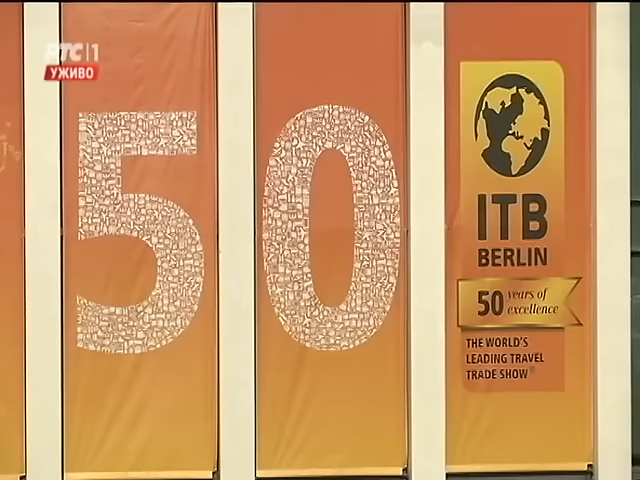 РТС|1
УЖИВО
50
ITB
BERLIN
50 years of
excellence
THE WORLD'S
LEADING TRAVEL
TRADE SHOW®